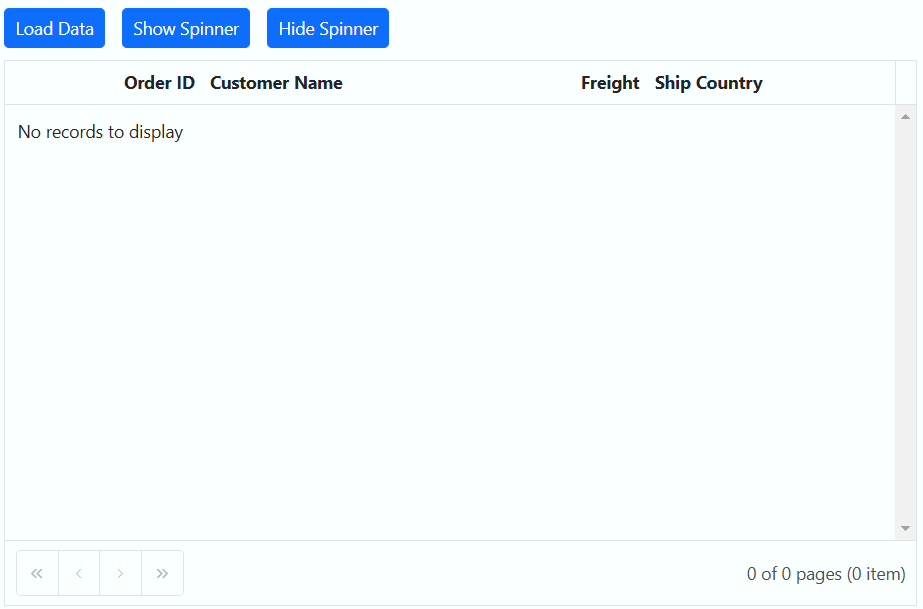 Load Data Show Spinner Hide Spinner
Order ID Customer Name Freight Ship Country
No records to display
0 of 0 pages (0 item)